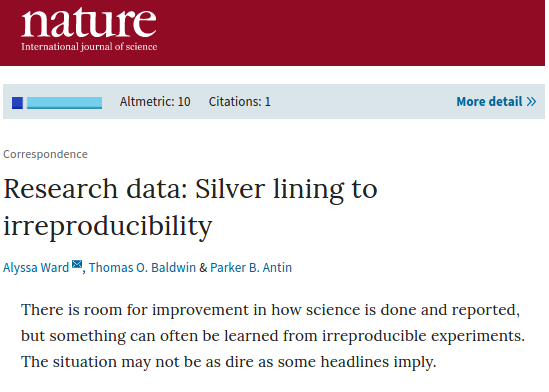 nature
International journal of science
Altmetric: 10 Citations: 1 More detail »
Correspondence
Research data: Silver lining to
irreproducibility
Alyssa Ward, Thomas O. Baldwin & Parker B. Antin
There is room for improvement in how science is done and reported,
but something can often be learned from irreproducible experiments.
The situation may not be as dire as some headlines imply.